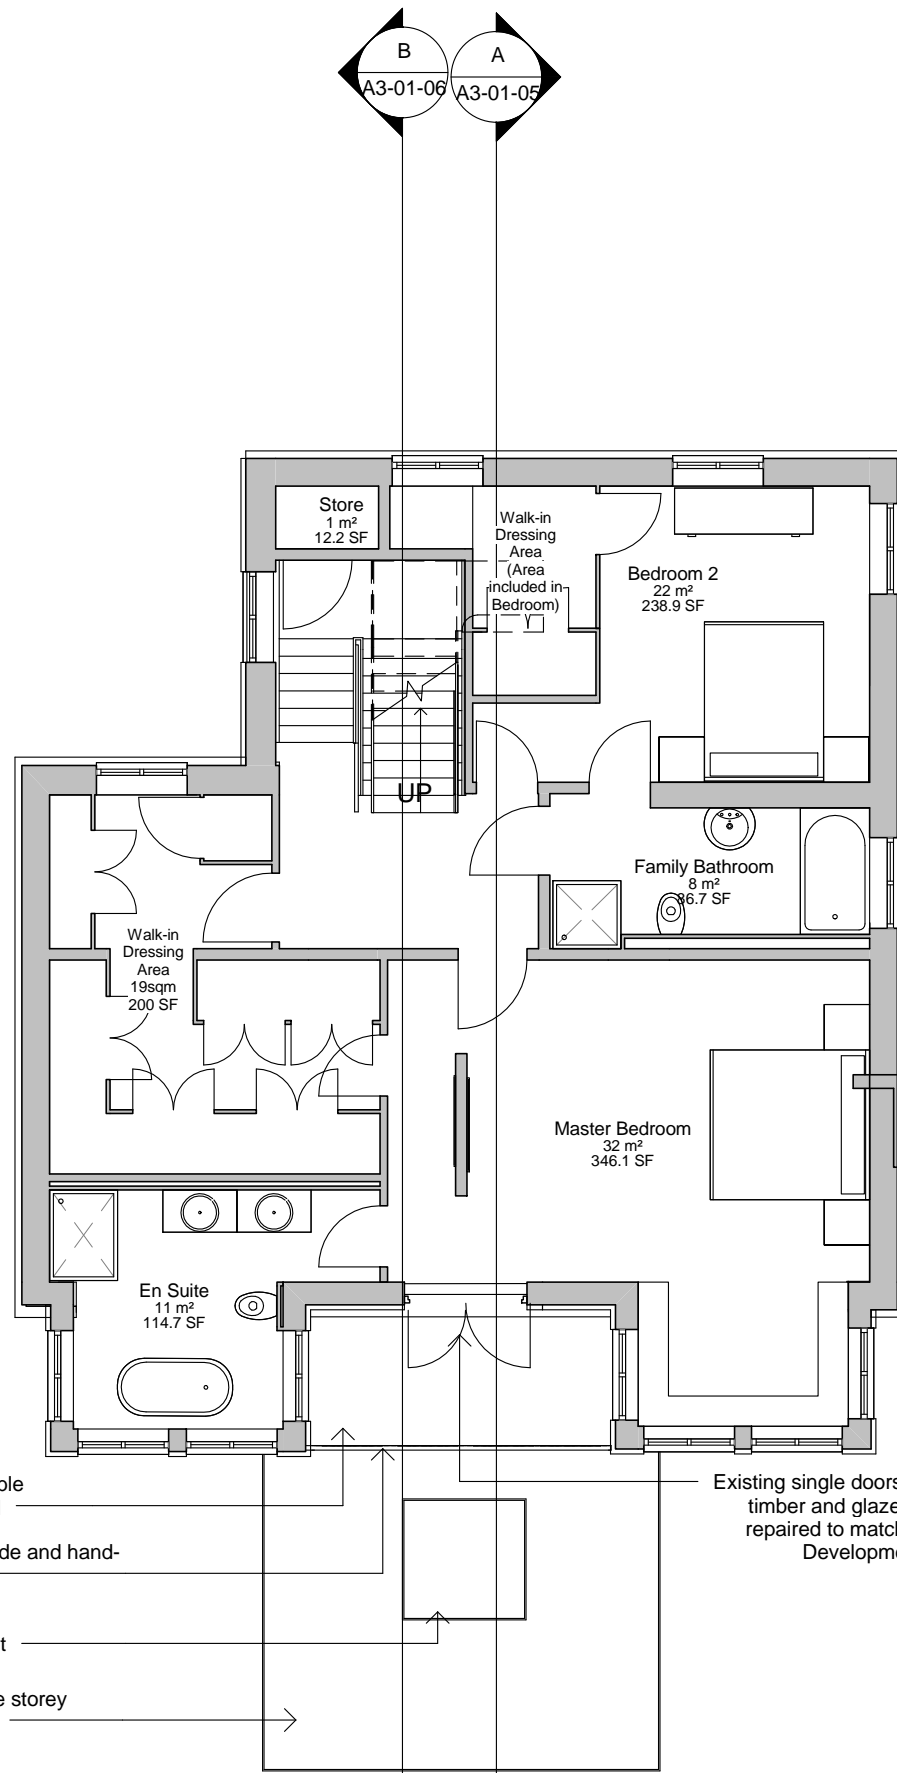 B
A3-01-06
A
A3-01-05
Store
1 m²
12.2 SF
Walk-in
Dressing
Area
(Area
included in
Bedroom)
Bedroom 2
22 m²
238.9 SF
UP
Family Bathroom
8 m²
86.7 SF
Walk-in
Dressing
Area
19sqm
200 SF
Master Bedroom
32 m²
346.1 SF
En Suite
11 m²
114.7 SF
ple
de and hand-
t
e storey
Existing single doors
timber and glaze
repaired to match
Developme